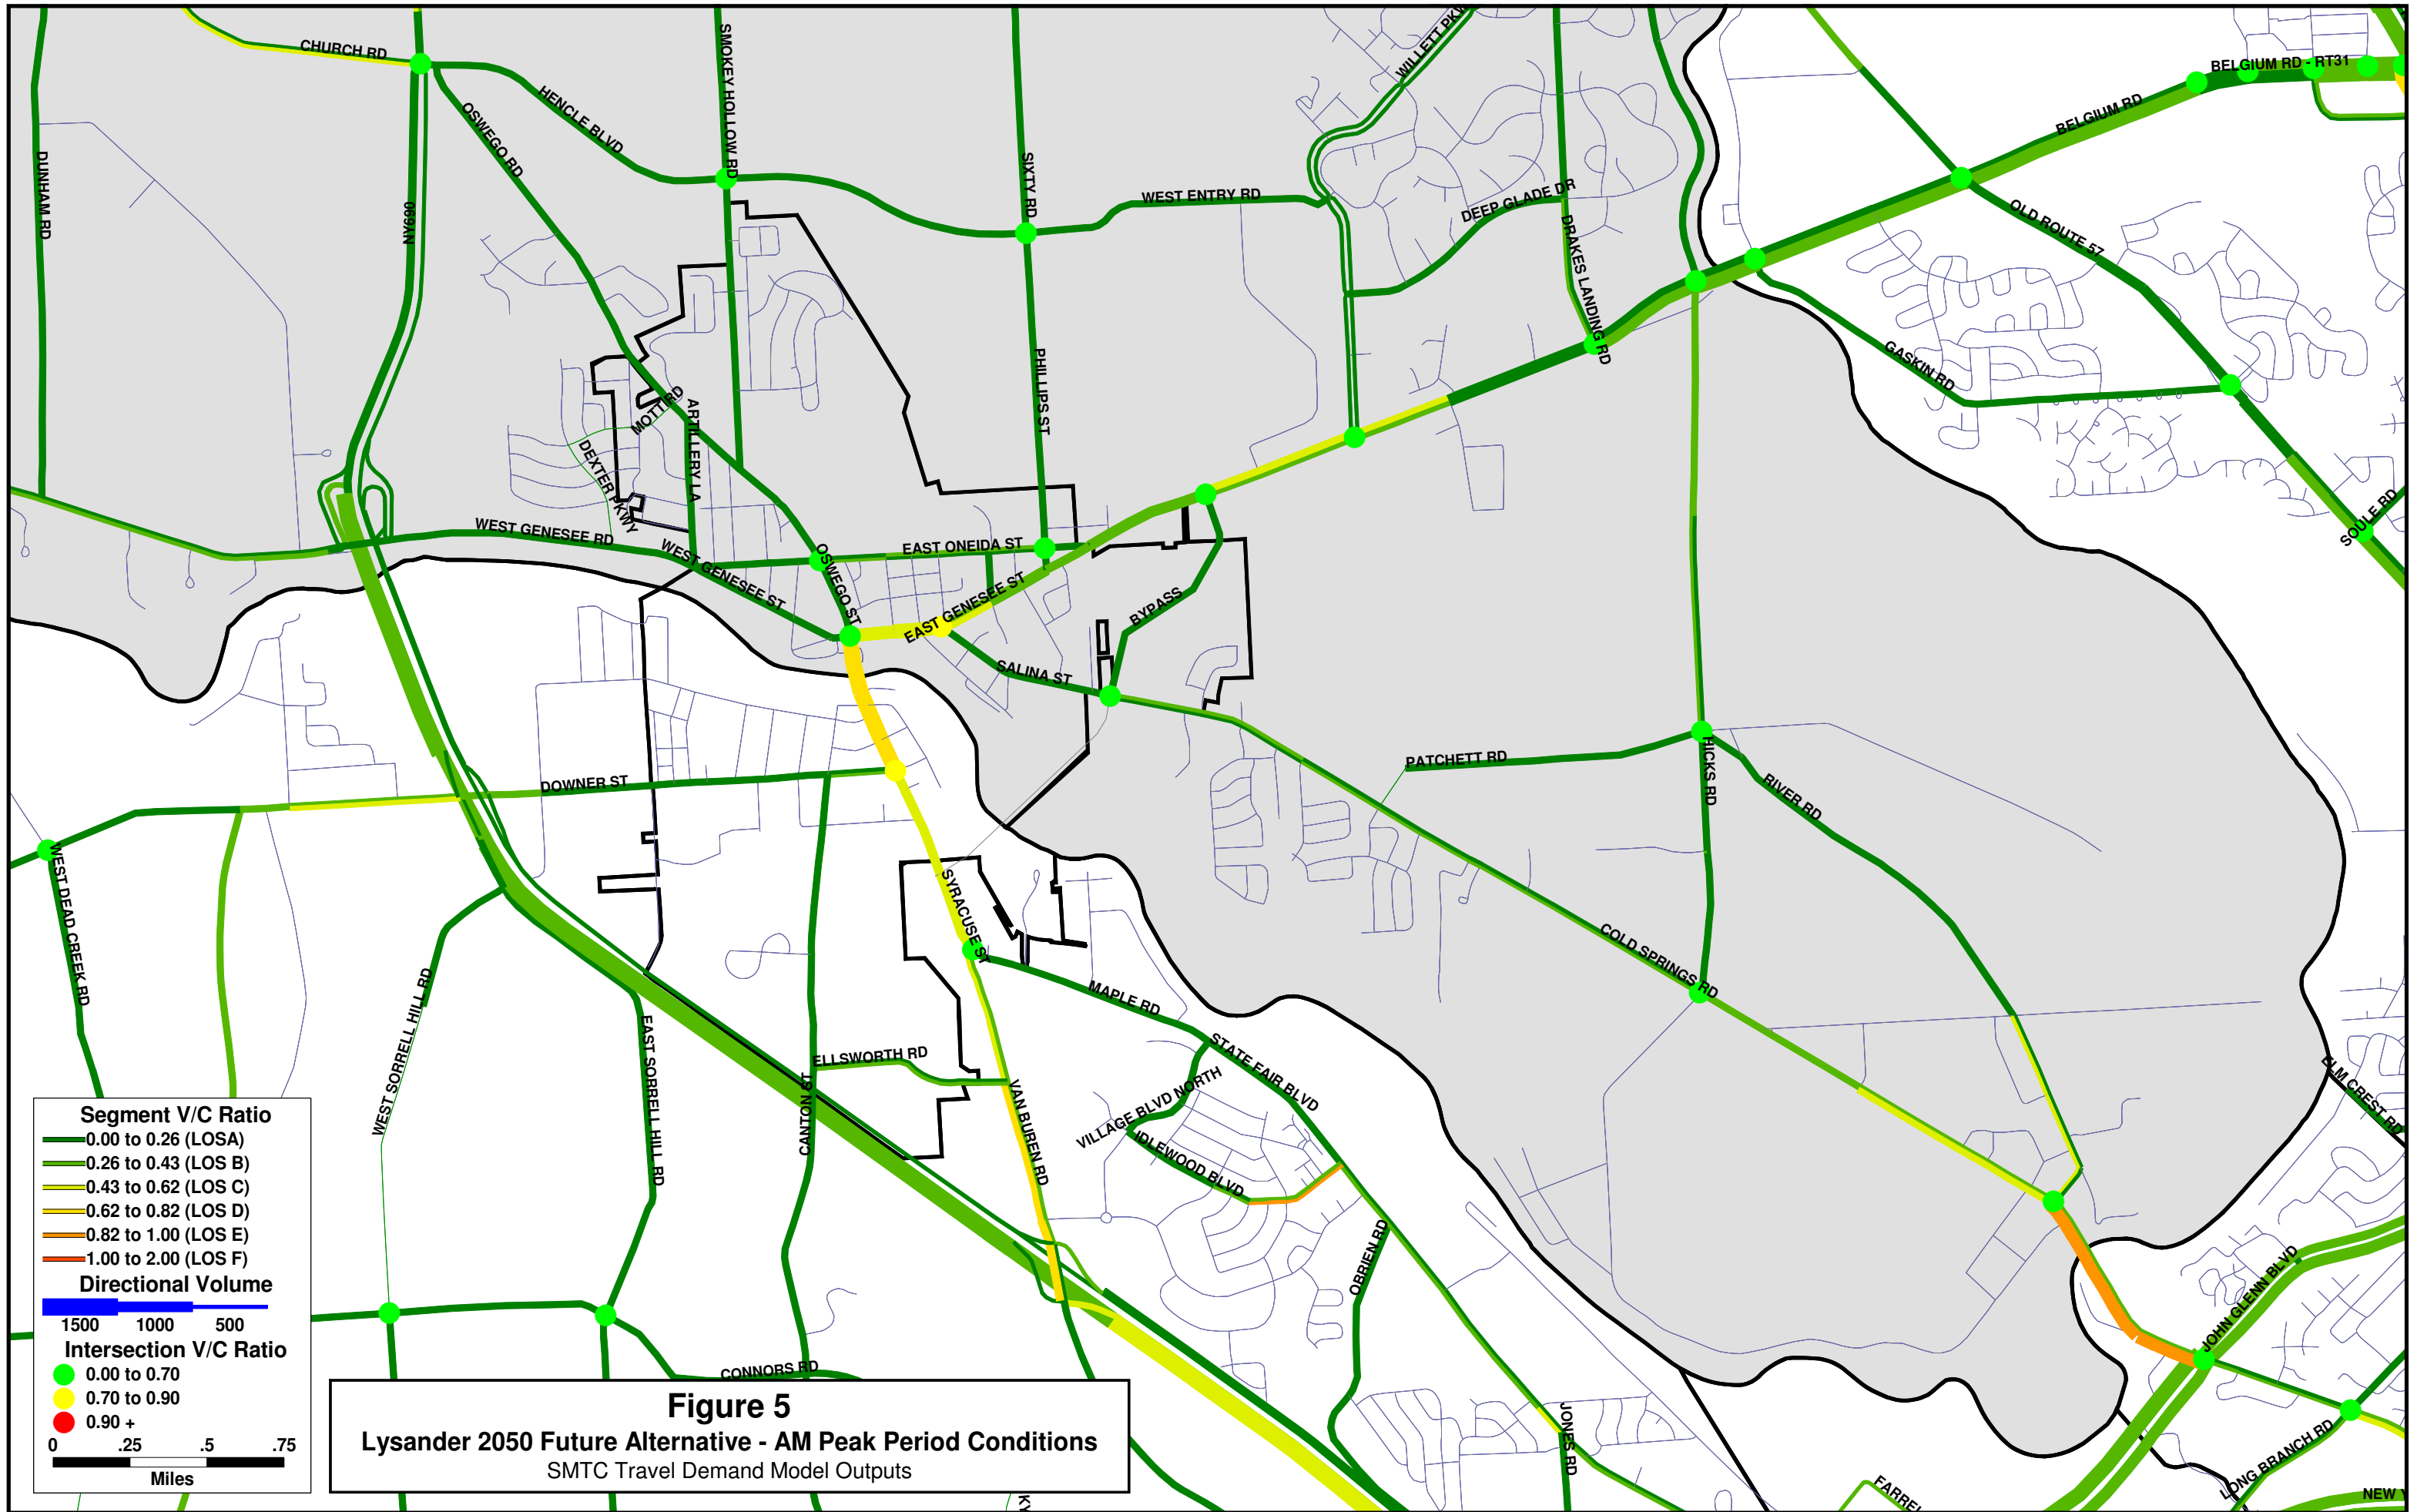 WILLETT PKWY
BELGIUM RD - RT31
CHURCH RD
SMOKEY HOLLOW RD
HENCLE BLVD
OSWEGO RD
BELGIUM RD
DUNHAM RD
SIXTY RD
WEST ENTRY RD
DEEP GLADE DR
NY690
OLD ROUTE 57
DRAKES LANDING RD
GASKIN RD
PHILLIPS ST
MOTT RD
ARTILLERY LA
DEXTER PKWY
SOULE RD
WEST GENESEE RD
WEST GENESEE ST
OSWEGO ST
EAST ONEIDA ST
EAST GENESEE ST
BYPASS
SALINA ST
PATCHETT RD
HICKS RD
RIVER RD
DOWNER ST
WEST DEAD CREEK RD
SYRACUSE ST
COLD SPRINGS RD
MAPLE RD
WEST SORRELL HILL RD
EAST SORRELL HILL RD
ELLSWORTH RD
CANTON ST
VAN BUREN RD
STATE FAIR BLVD
VILLAGE BLVD NORTH
IDLEWOOD BLVD
ELM CREST RD
OBRIEN RD
JOHN GLENN BLVD
CONNORS RD
JONES RD
LONG BRANCH RD
FARREL
NEW Y
KY
Segment V/C Ratio
0.00 to 0.26 (LOSA)
0.26 to 0.43 (LOS B)
0.43 to 0.62 (LOS C)
0.62 to 0.82 (LOS D)
0.82 to 1.00 (LOS E)
1.00 to 2.00 (LOS F)
Directional Volume
1500 1000 500
Intersection V/C Ratio
0.00 to 0.70
0.70 to 0.90
0.90 +
0 .25 .5 .75
Miles
Figure 5
Lysander 2050 Future Alternative - AM Peak Period Conditions
SMTC Travel Demand Model Outputs